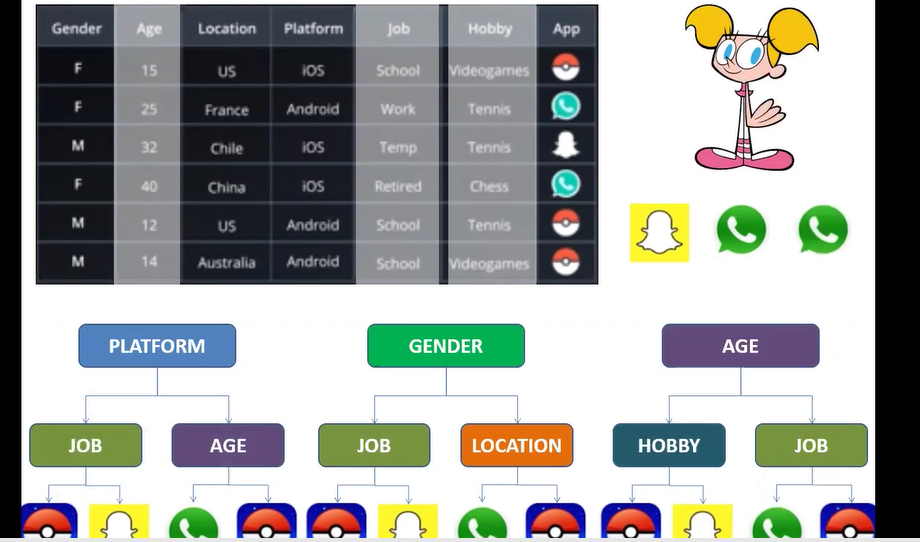 Gender Age Location Platform Job Hobby App
F 15 US iOS School Videogames
F 25 France Android Work Tennis
M 32 Chile iOS Temp Tennis
F 40 China iOS Retired Chess
M 12 US Android School Tennis
M 14 Australia Android School Videogames
PLATFORM GENDER AGE
JOB AGE JOB LOCATION HOBBY JOB